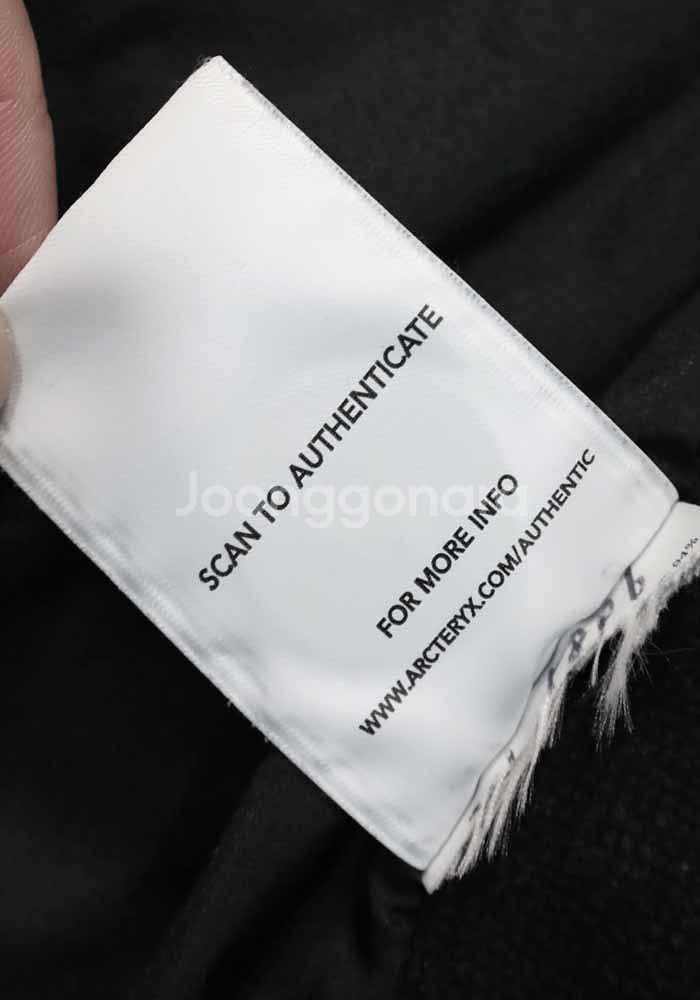 SCAN TO AUTHENTICATE
Joonggonara
FOR MORE INFO
WWW.ARCTERYX.COM/AUTHENTIC